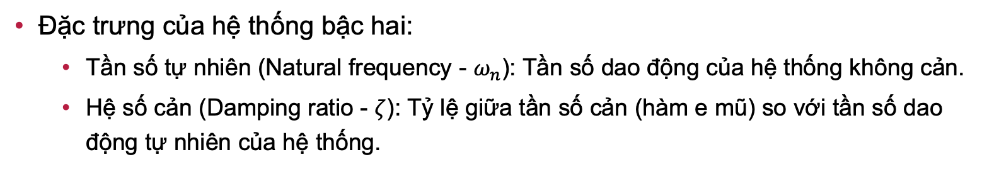 • Đặc trưng của hệ thống bậc hai:
• Tần số tự nhiên (Natural frequency - ωₙ): Tần số dao động của hệ thống không cản.
• Hệ số cản (Damping ratio - ζ): Tỷ lệ giữa tần số cản (hàm e mũ) so với tần số dao
động tự nhiên của hệ thống.